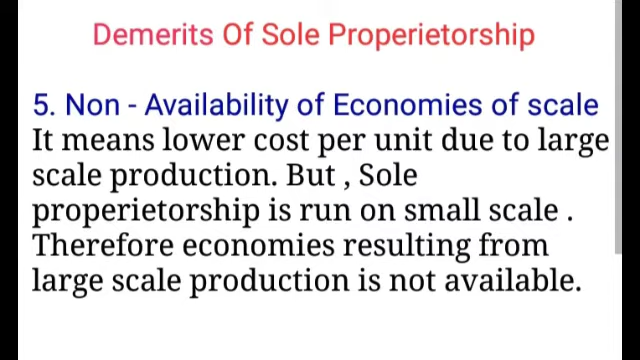 Demerits Of Sole Properietorship
5. Non - Availability of Economies of scale
It means lower cost per unit due to large
scale production. But , Sole
properietorship is run on small scale .
Therefore economies resulting from
large scale production is not available.